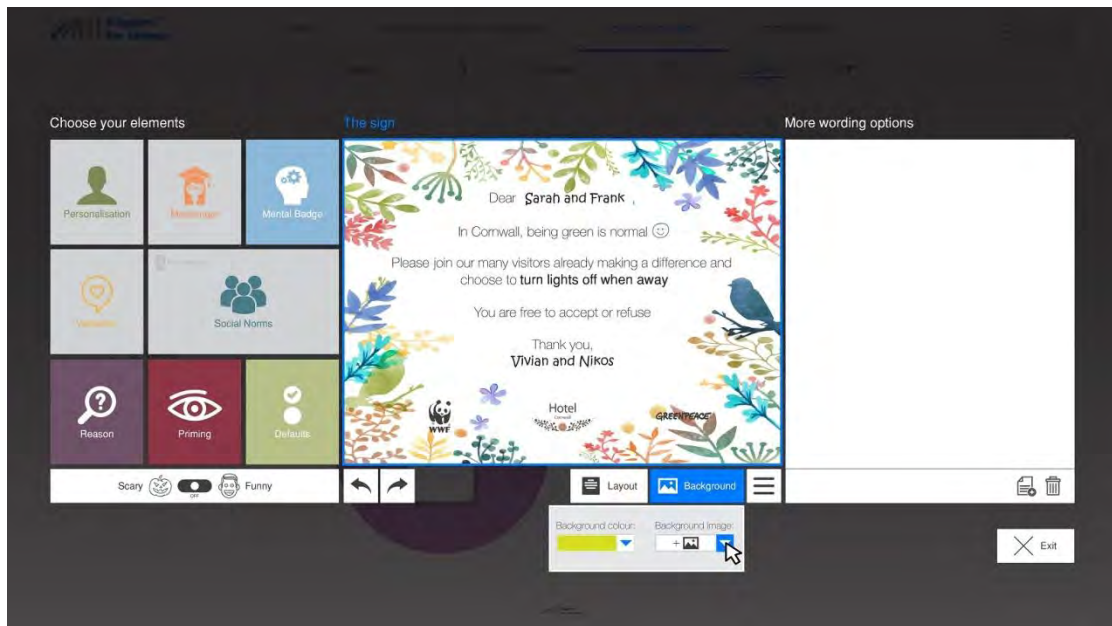 Choose your elements
The sign
More wording options
Personalisation
Messenger
Mental Badge
Social Norms
Reason
Priming
Defaults
Scary
OFF
Funny
Dear Sarah and Frank ,
In Cornwall, being green is normal
Please join our many visitors already making a difference and
choose to turn lights off when away
You are free to accept or refuse
Thank you,
Vivian and Nikos
WWF
Hotel
Cornwall
GREENPEACE
Layout
Background
Background colour:
Background image:
+
Exit